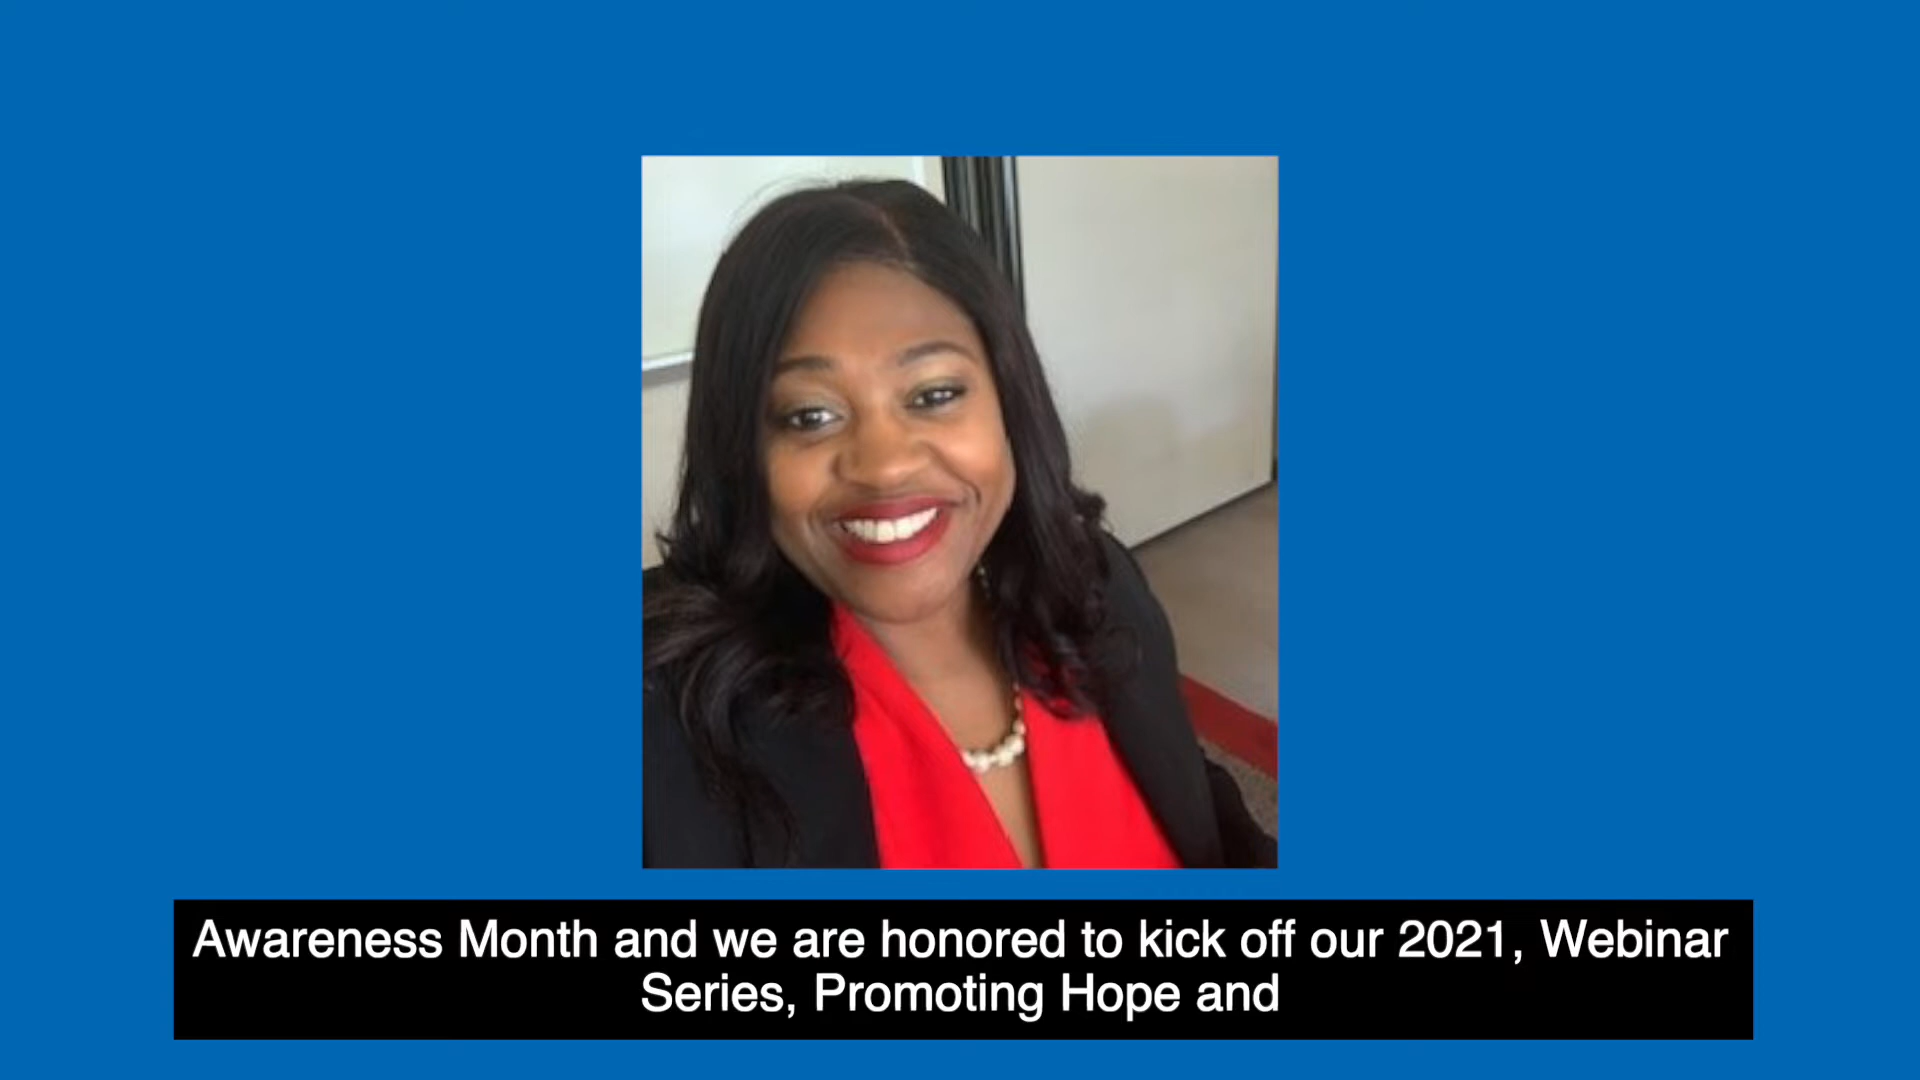 Awareness Month and we are honored to kick off our 2021, Webinar
Series, Promoting Hope and